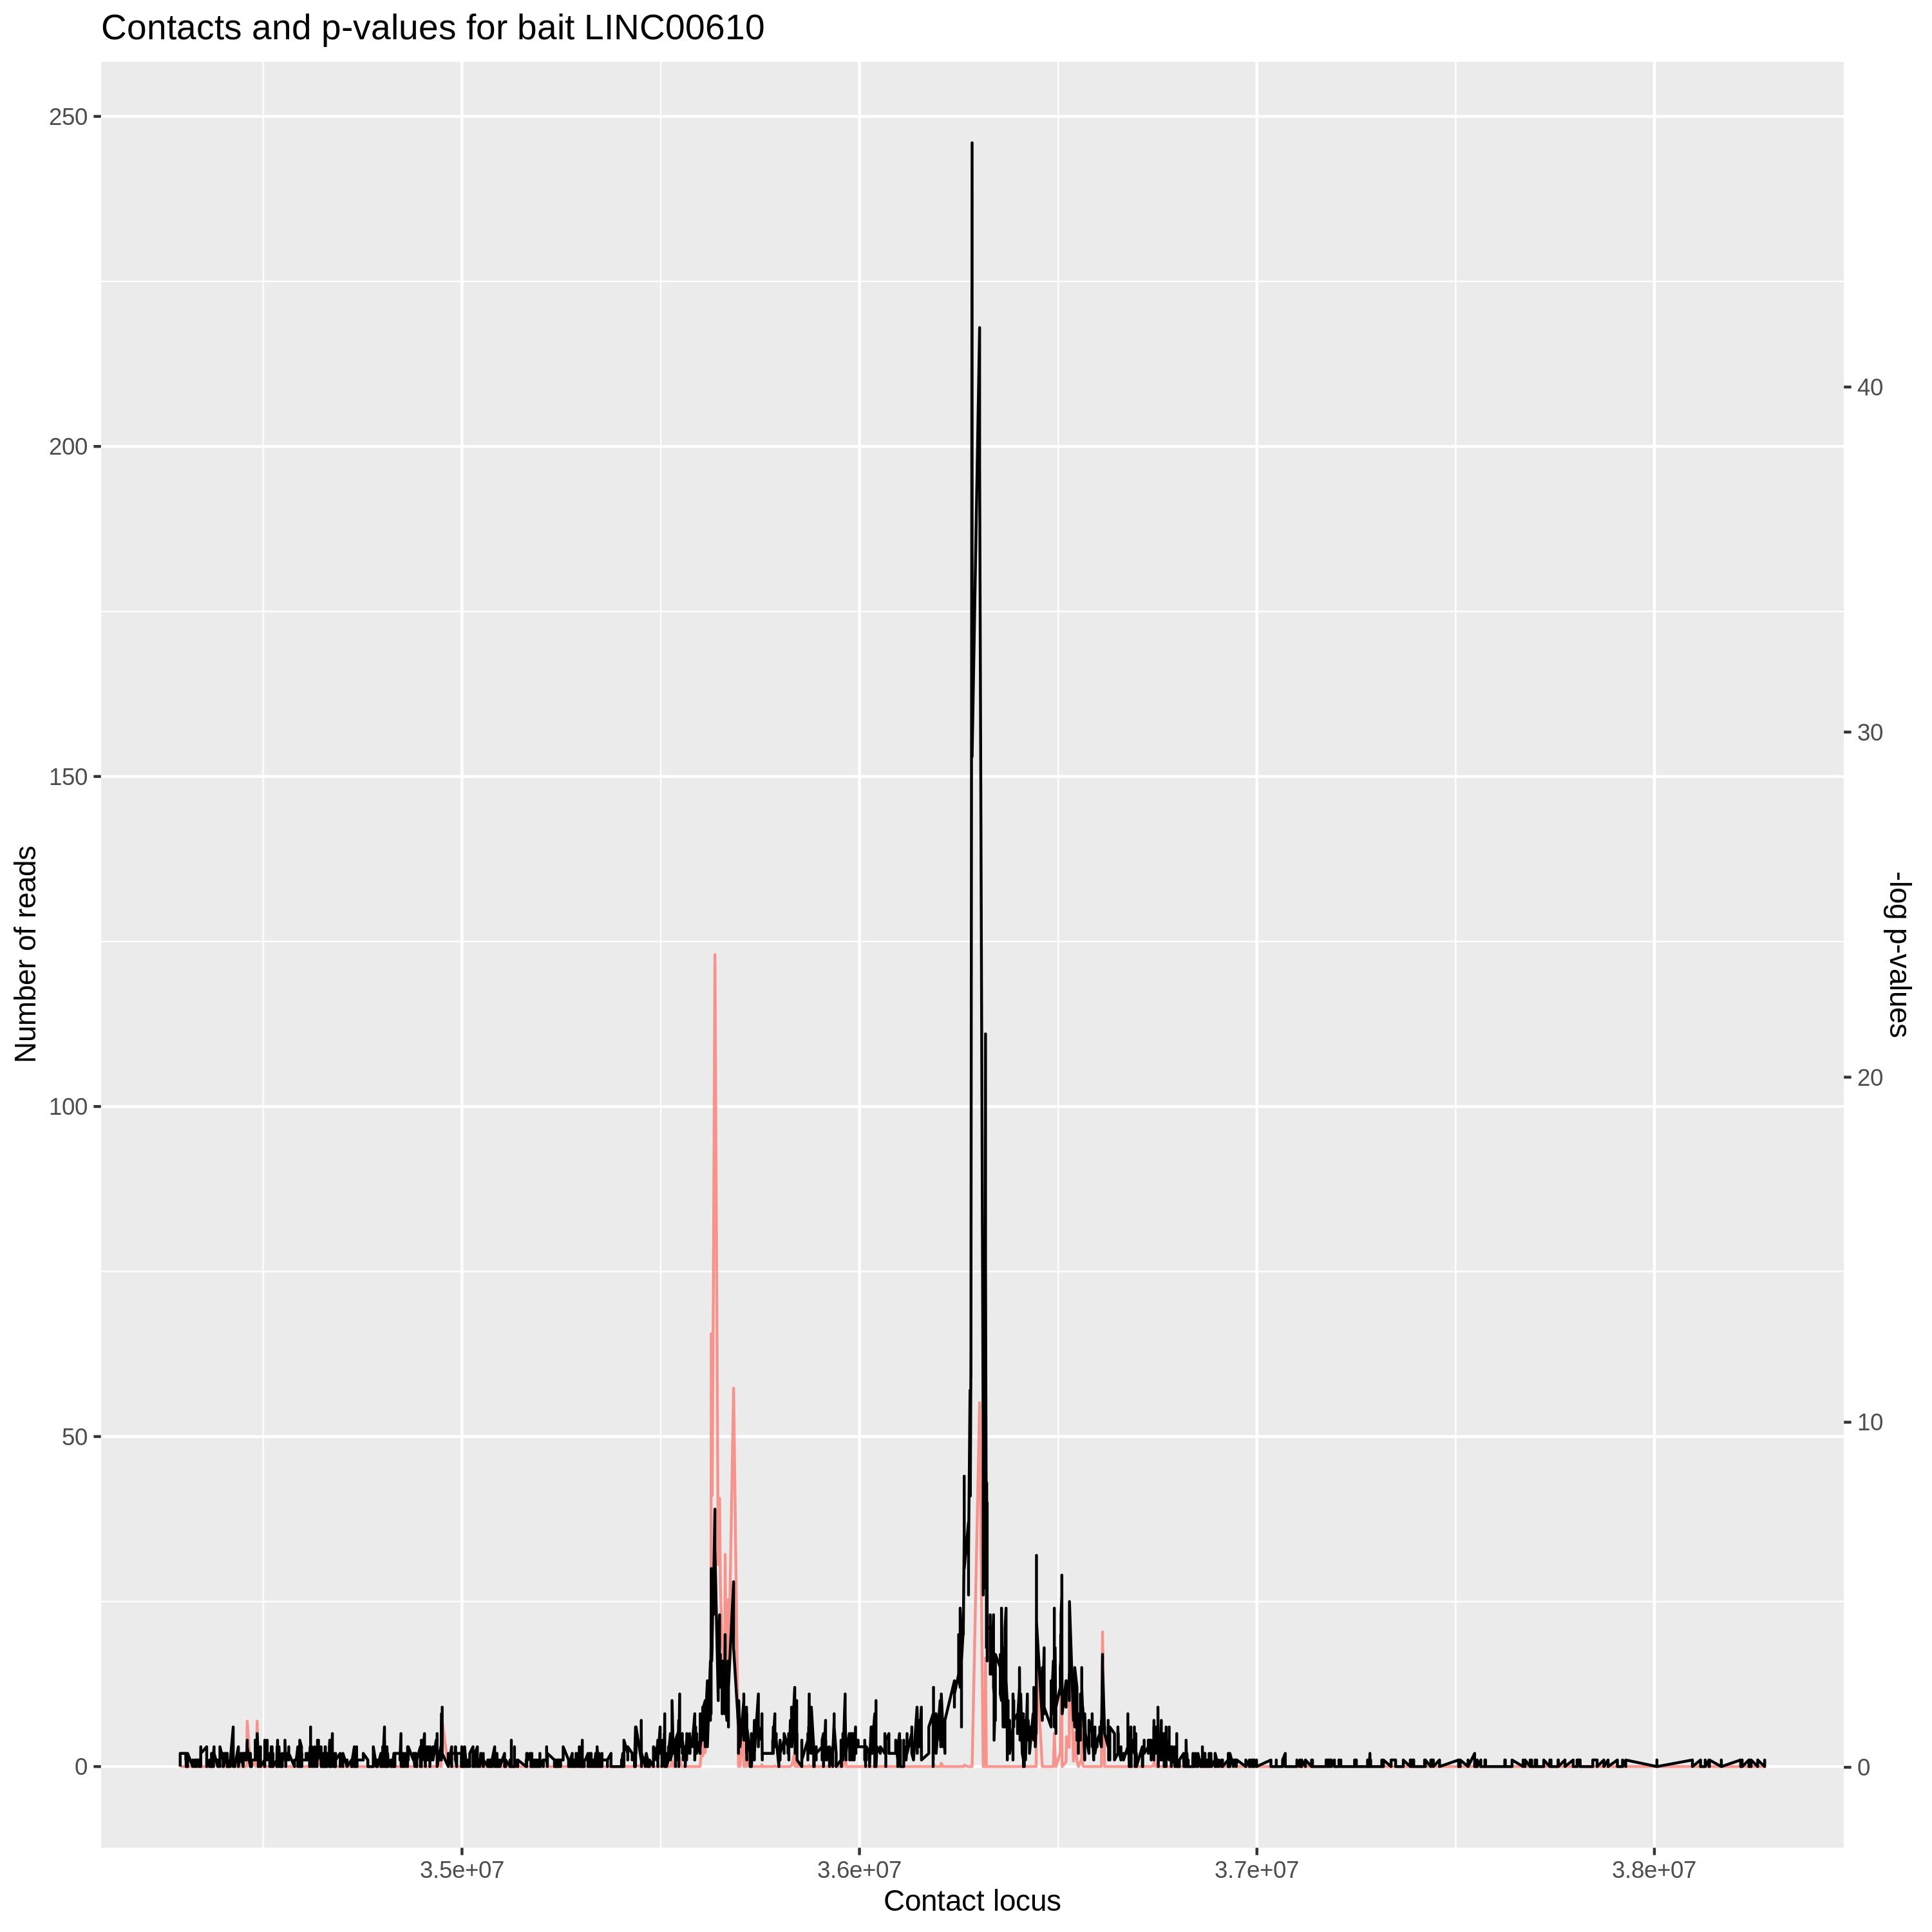 Contacts and p-values for bait LINC00610
250
200
150
100
50
0
Number of reads
40
30
20
10
0
-log p-values
3.5e+07
3.6e+07
3.7e+07
3.8e+07
Contact locus